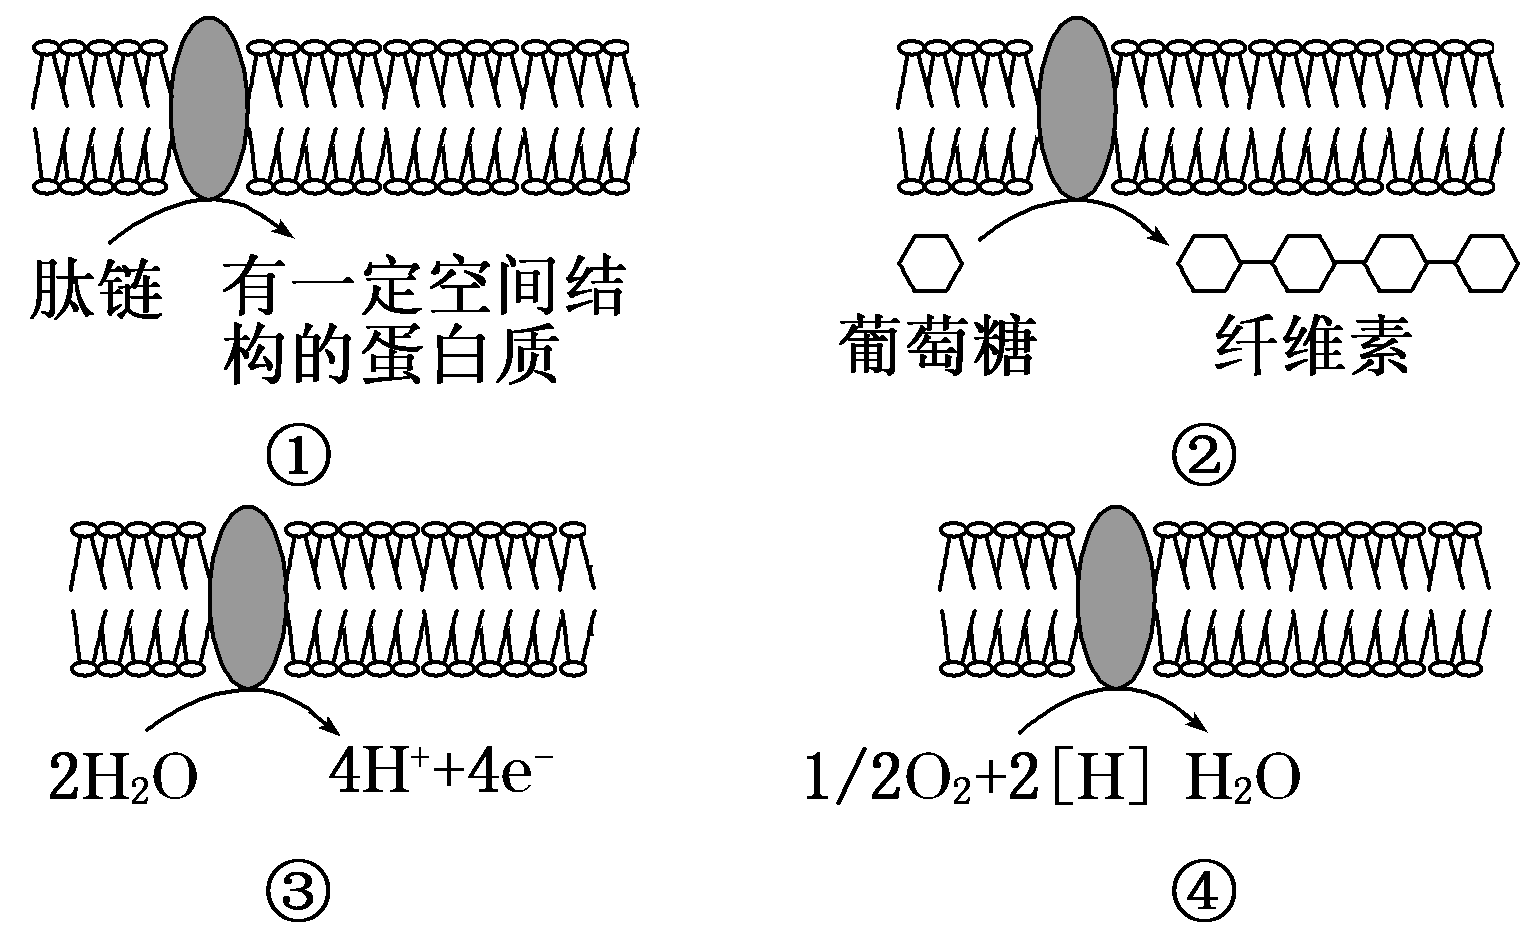 肽链 有一定空间结
构的蛋白质
①
葡萄糖 纤维素
②
2H₂O 4H⁺+4e⁻
③
1/2O₂+2[H] H₂O
④